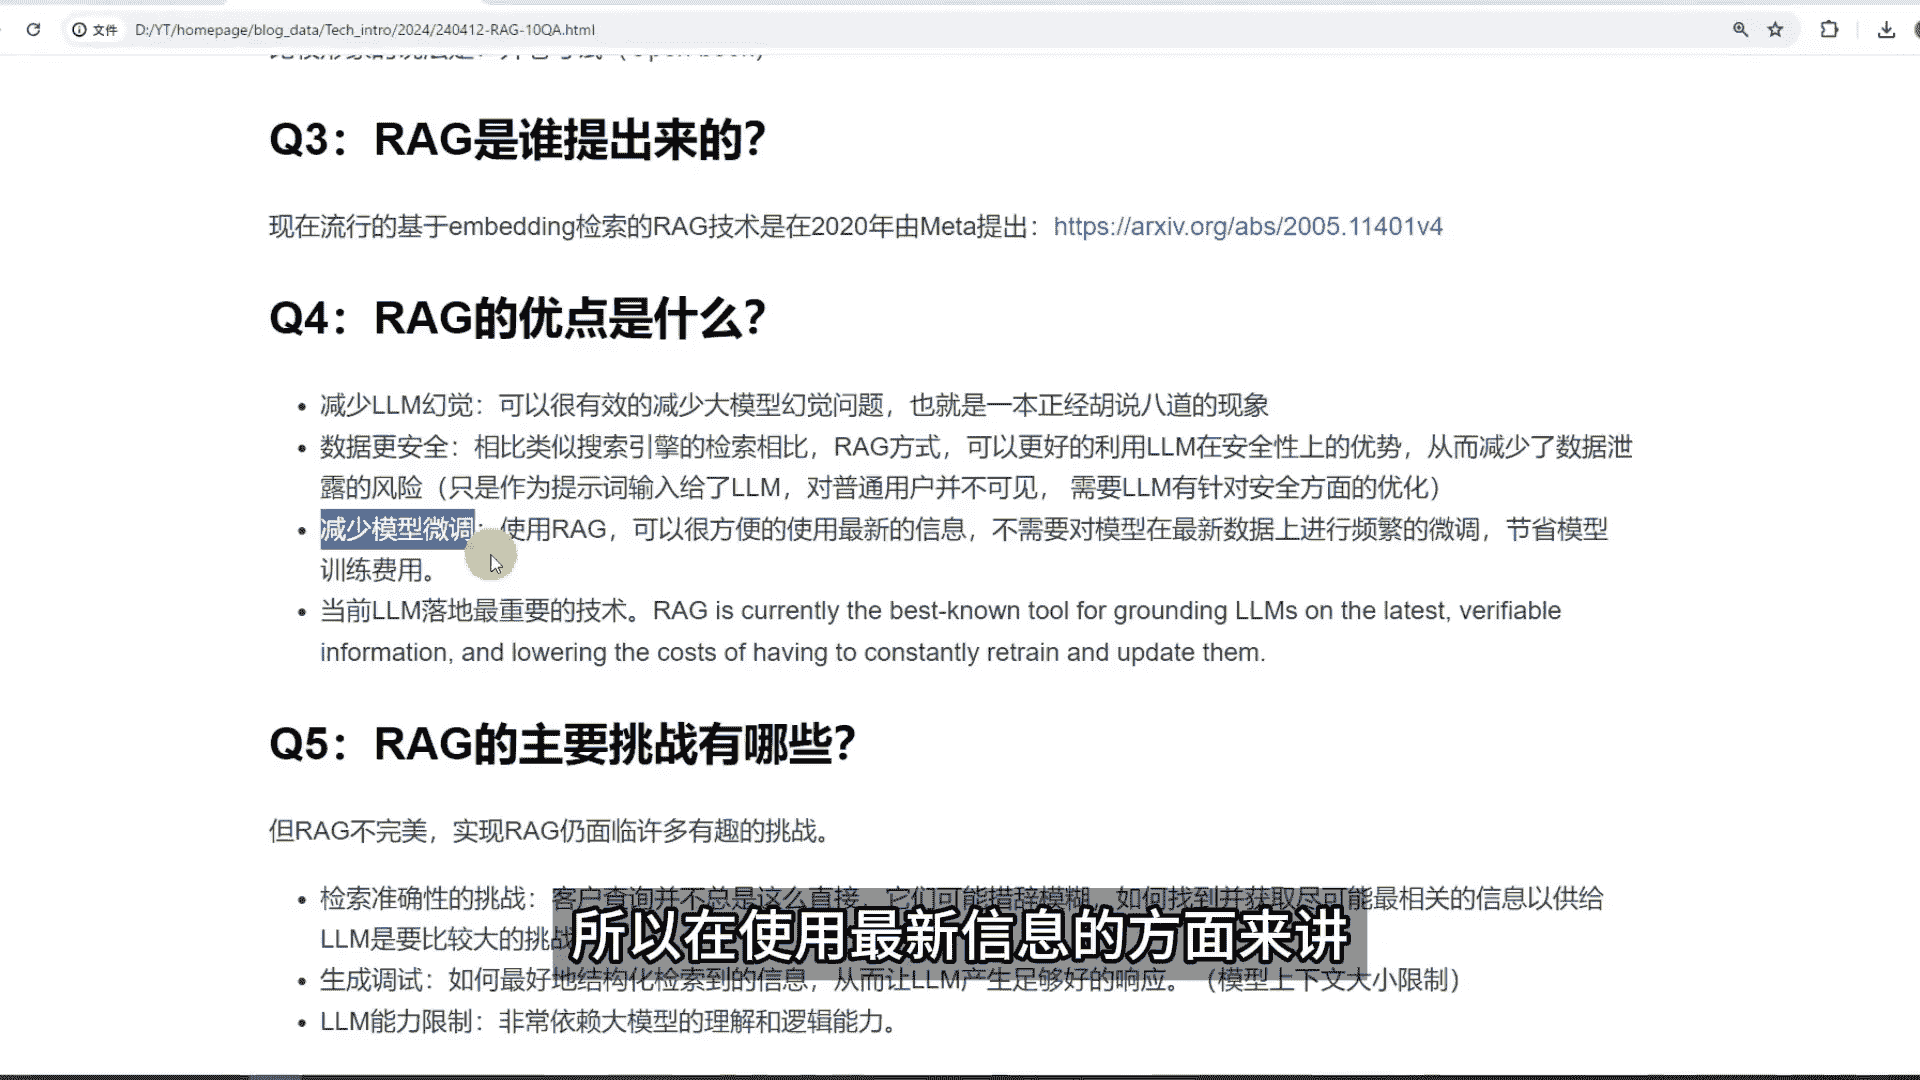 文件 D:/YT/homepage/blog_data/Tech_intro/2024/240412-RAG-10QA.html
Q3：RAG是谁提出来的？
现在流行的基于embedding检索的RAG技术是在2020年由Meta提出：https://arxiv.org/abs/2005.11401v4
Q4：RAG的优点是什么？
• 减少LLM幻觉：可以很有效的减少大模型幻觉问题，也就是一本正经胡说八道的现象
• 数据更安全：相比类似搜索引擎的检索相比，RAG方式，可以更好的利用LLM在安全性上的优势，从而减少了数据泄
露的风险（只是作为提示词输入给了LLM，对普通用户并不可见， 需要LLM有针对安全方面的优化）
• 减少模型微调：使用RAG，可以很方便的使用最新的信息，不需要对模型在最新数据上进行频繁的微调，节省模型
训练费用。
• 当前LLM落地最重要的技术。RAG is currently the best-known tool for grounding LLMs on the latest, verifiable
information, and lowering the costs of having to constantly retrain and update them.
Q5：RAG的主要挑战有哪些？
但RAG不完美，实现RAG仍面临许多有趣的挑战。
• 检索准确性的挑战：客户查询并不总是这么直接，它们可能措辞模糊，如何找到并获取尽可能最相关的信息以供给
LLM是要比较大的挑战
所以在使用最新信息的方面来讲
• 生成调试：如何最好地结构化检索到的信息，从而让LLM产生足够好的响应。（模型上下文大小限制）
• LLM能力限制：非常依赖大模型的理解和逻辑能力。